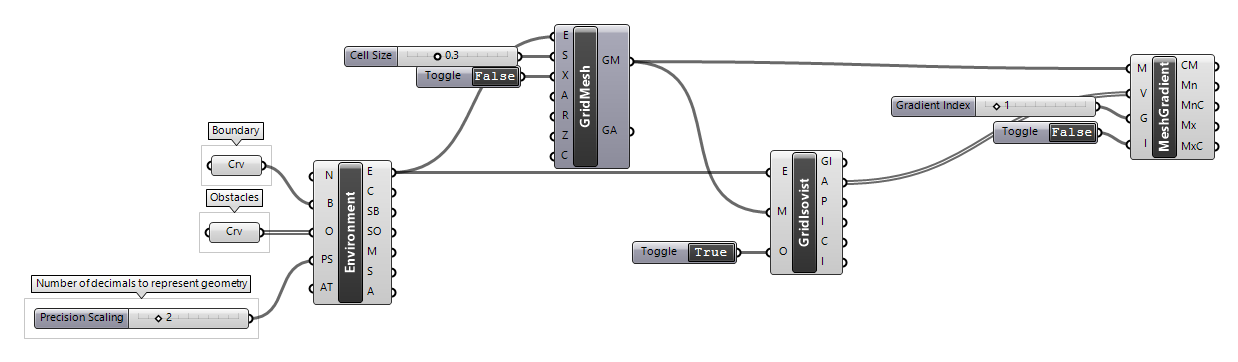 Boundary
Crv
Obstacles
Crv
Number of decimals to represent geometry
Precision Scaling 2
N
B
O
PS
AT
Environment
E
C
SB
SO
M
S
A
Cell Size 0.3
Toggle False
E
S
X
A
R
Z
C
GridMesh
GM
GA
Toggle True
E
M
O
GridIsovist
GI
A
P
I
C
I
Gradient Index 1
Toggle False
M
V
G
I
MeshGradient
CM
Mn
MnC
Mx
MxC